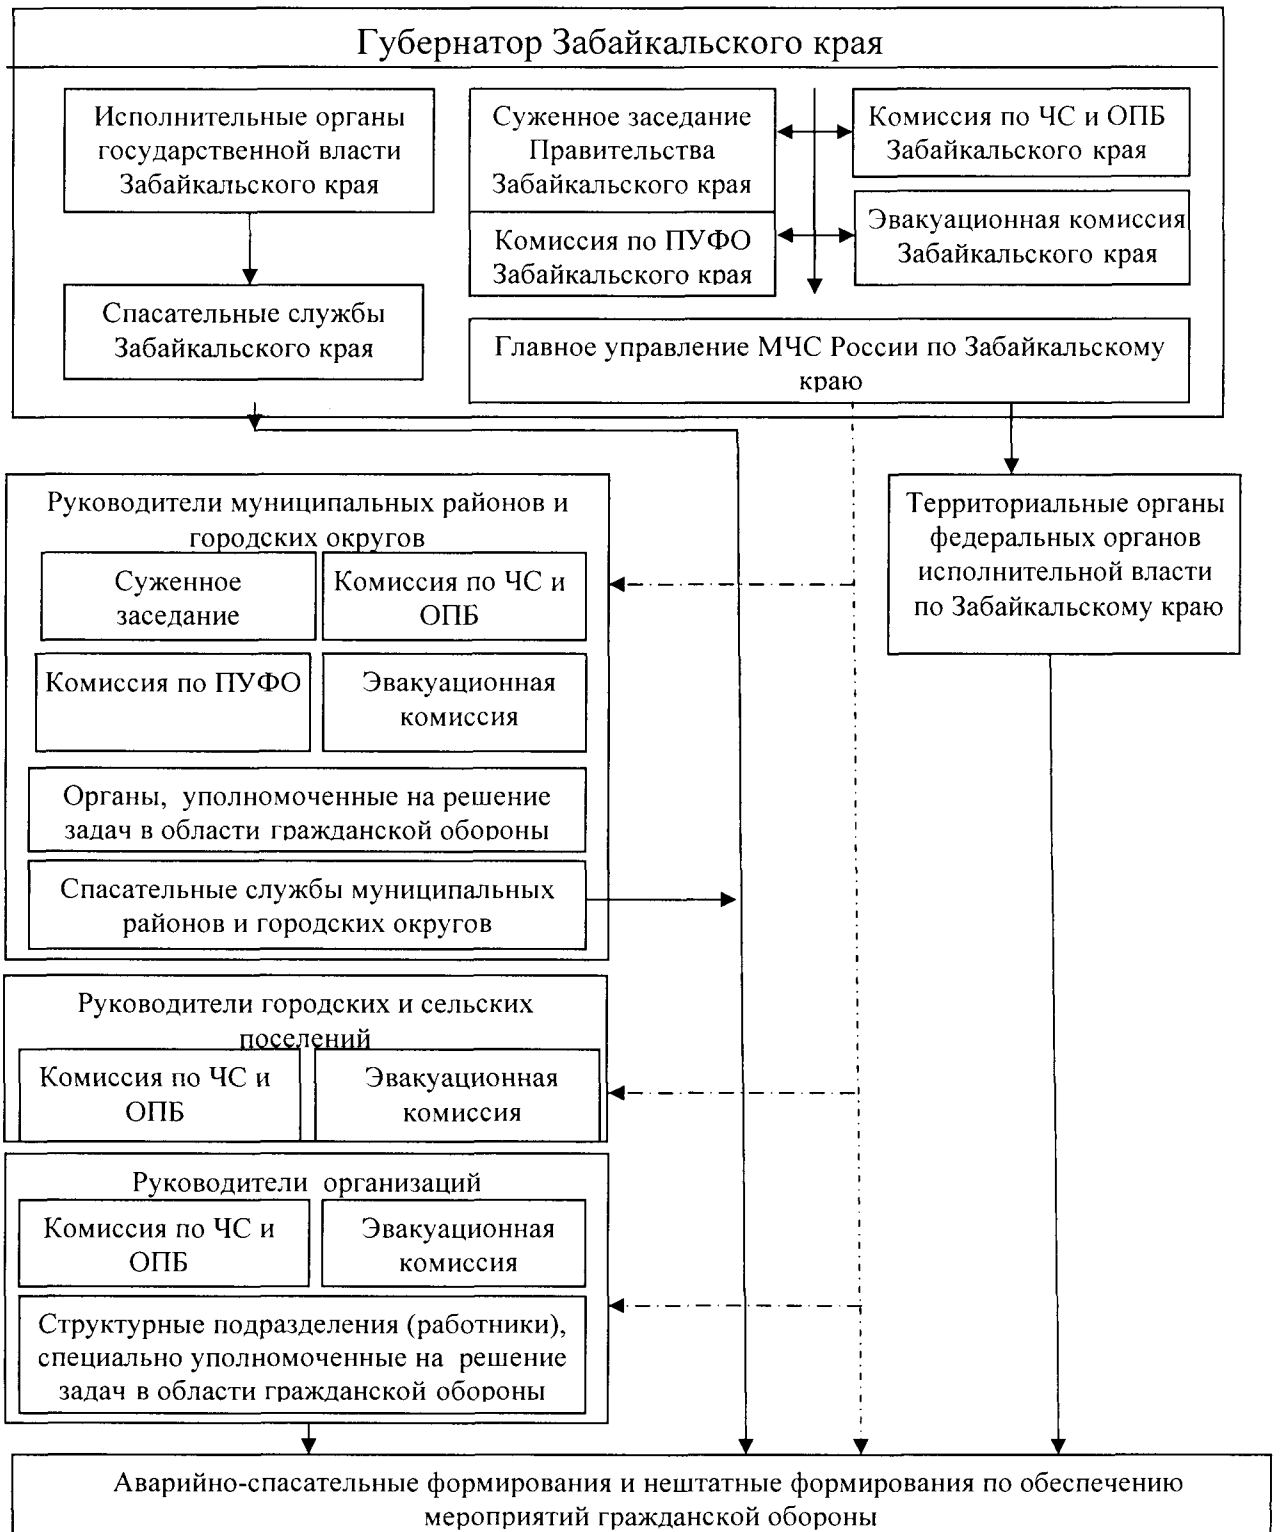 Губернатор Забайкальского края
Исполнительные органы
государственной власти
Забайкальского края
Суженное заседание
Правительства
Забайкальского края
Комиссия по ЧС и ОПБ
Забайкальского края
Комиссия по ПУФО
Забайкальского края
Эвакуационная комиссия
Забайкальского края
Спасательные службы
Забайкальского края
Главное управление МЧС России по Забайкальскому
краю
Руководители муниципальных районов и
городских округов
Суженное
заседание
Комиссия по ЧС и
ОПБ
Комиссия по ПУФО
Эвакуационная
комиссия
Органы, уполномоченные на решение
задач в области гражданской обороны
Спасательные службы муниципальных
районов и городских округов
Территориальные органы
федеральных органов
исполнительной власти
по Забайкальскому краю
Руководители городских и сельских
поселений
Комиссия по ЧС и
ОПБ
Эвакуационная
комиссия
Руководители организаций
Комиссия по ЧС и
ОПБ
Эвакуационная
комиссия
Структурные подразделения (работники),
специально уполномоченные на решение
задач в области гражданской обороны
Аварийно-спасательные формирования и нештатные формирования по обеспечению
мероприятий гражданской обороны